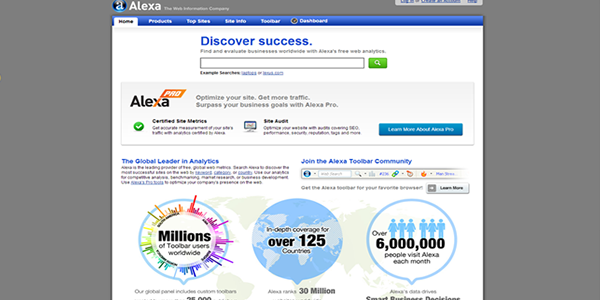 Alexa The Web Information Company
Log in or Create an Account Help
Home Products Top Sites Site Info Toolbar Dashboard
Discover success.
Find and evaluate businesses worldwide with Alexa's free web analytics.
Example Searches: laptops or lexus.com
Alexa PRO
Optimize your site. Get more traffic.
Surpass your business goals with Alexa Pro.
Certified Site Metrics
Get accurate measurement of your site's
traffic with analytics certified by Alexa.
Site Audit
Optimize your website with audits covering SEO,
performance, security, reputation, tags and more.
Learn More About Alexa Pro
The Global Leader in Analytics
Alexa is the leading provider of free, global web metrics. Search Alexa to discover the
most successful sites on the web by keyword, category, or country. Use our analytics
for competitive analysis, benchmarking, market research, or business development.
Use Alexa's Pro tools to optimize your company's presence on the web.
Join the Alexa Toolbar Community
Get the Alexa toolbar for your favorite browser!
Learn More
Millions
of Toolbar users
worldwide
In-depth coverage for
over 125
Countries
Over
6,000,000
people visit Alexa
each month
Our global panel includes custom toolbars
25,000
Alexa ranks 30 Million
Alexa's data drives
Smart Business Decisions